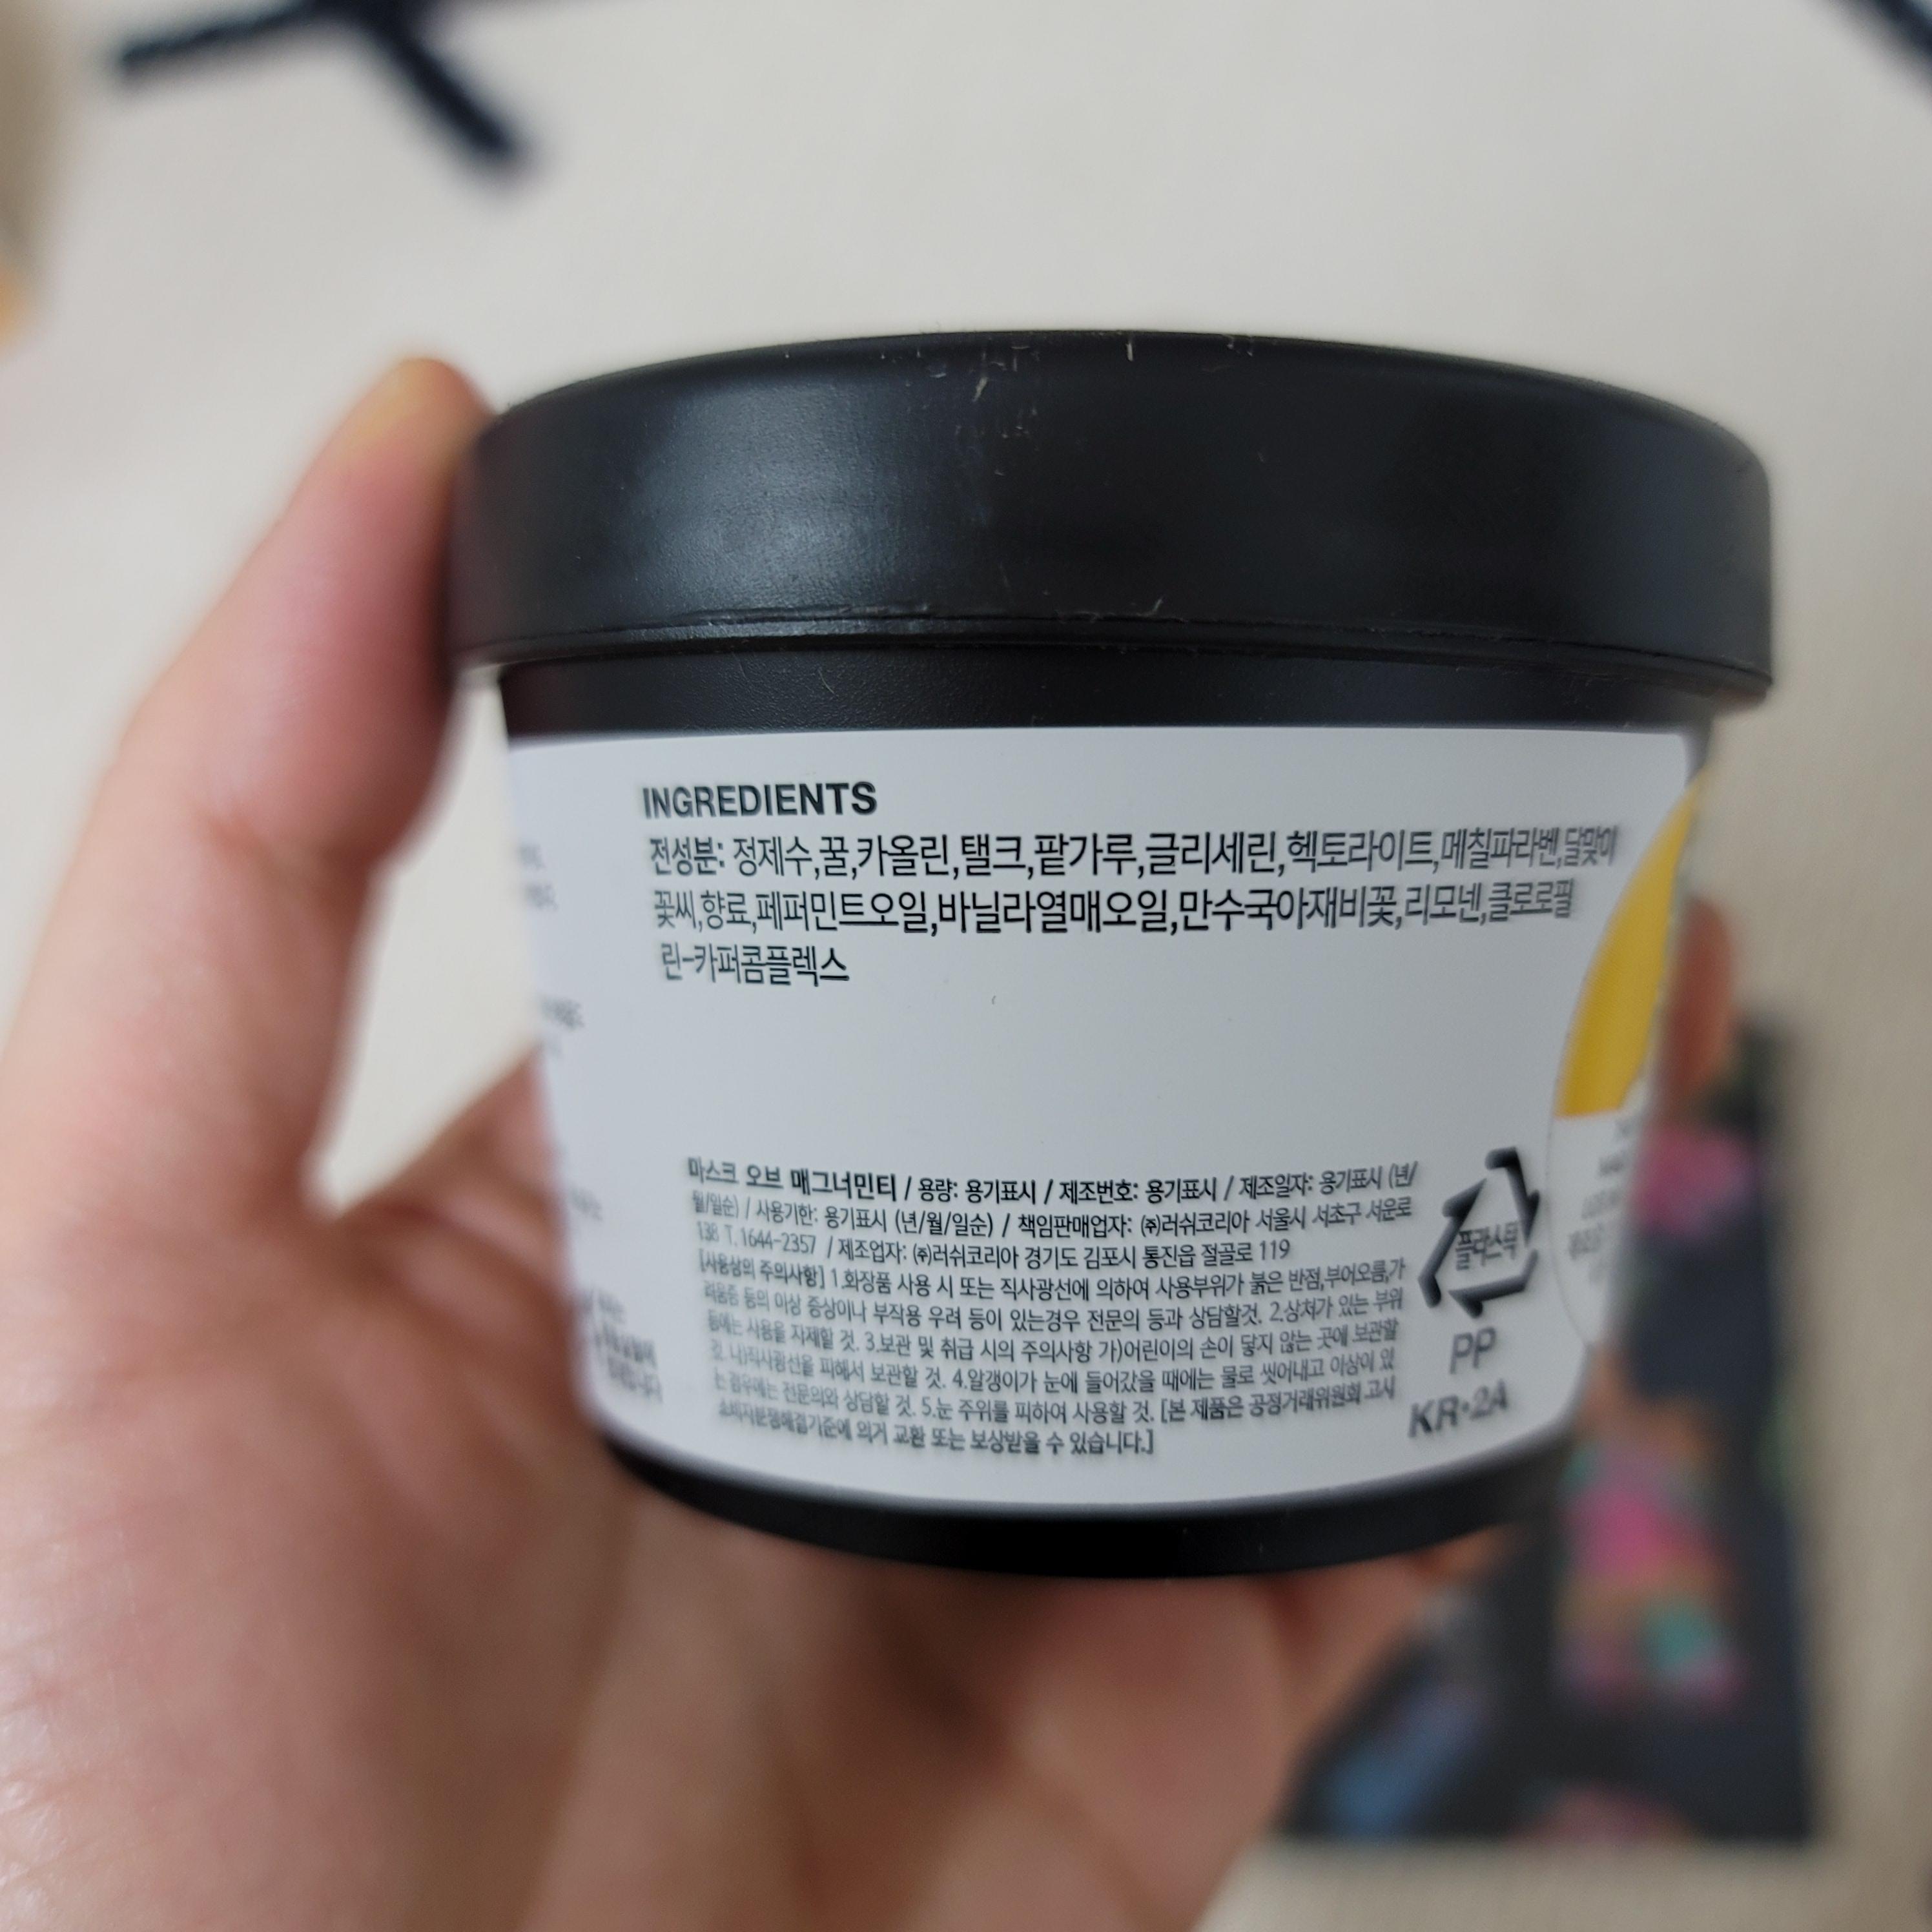 INGREDIENTS
전성분: 정제수,꿀,카올린,탤크,팥가루,글리세린,헥토라이트,메칠파라벤,달맞이
꽃씨,향료,페퍼민트오일,바닐라열매오일,만수국아재비꽃,리모넨,클로로필
린-카퍼콤플렉스
마스크 오브 매그너민티 / 용량: 용기표시 / 제조번호: 용기표시 / 제조일자: 용기표시 (년/
월/일순) / 사용기한: 용기표시 (년/월/일순) / 책임판매업자: ㈜러쉬코리아 서울시 서초구 서운로
138 T.1644-2357 / 제조업자: ㈜러쉬코리아 경기도 김포시 통진읍 절골로 119
[사용상의 주의사항] 1 화장품 사용 시 또는 직사광선에 의하여 사용부위가 붉은 반점,부어오름,가
려움증 등의 이상 증상이나 부작용 우려 등이 있는경우 전문의 등과 상담할것. 2.상처가 있는 부위
등에는 사용을 자제할 것. 3.보관 및 취급 시의 주의사항 가)어린이의 손이 닿지 않는 곳에 보관할
것. 나)직사광선을 피해서 보관할 것. 4.알갱이가 눈에 들어갔을 때에는 물로 씻어내고 이상이 있
는 경우에는 전문의와 상담할 것. 5.눈 주위를 피하여 사용할 것. [본 제품은 공정거래위원회 고시
소비자분쟁해결기준에 의거 교환 또는 보상받을 수 있습니다.]
플라스틱
PP
KR·2A